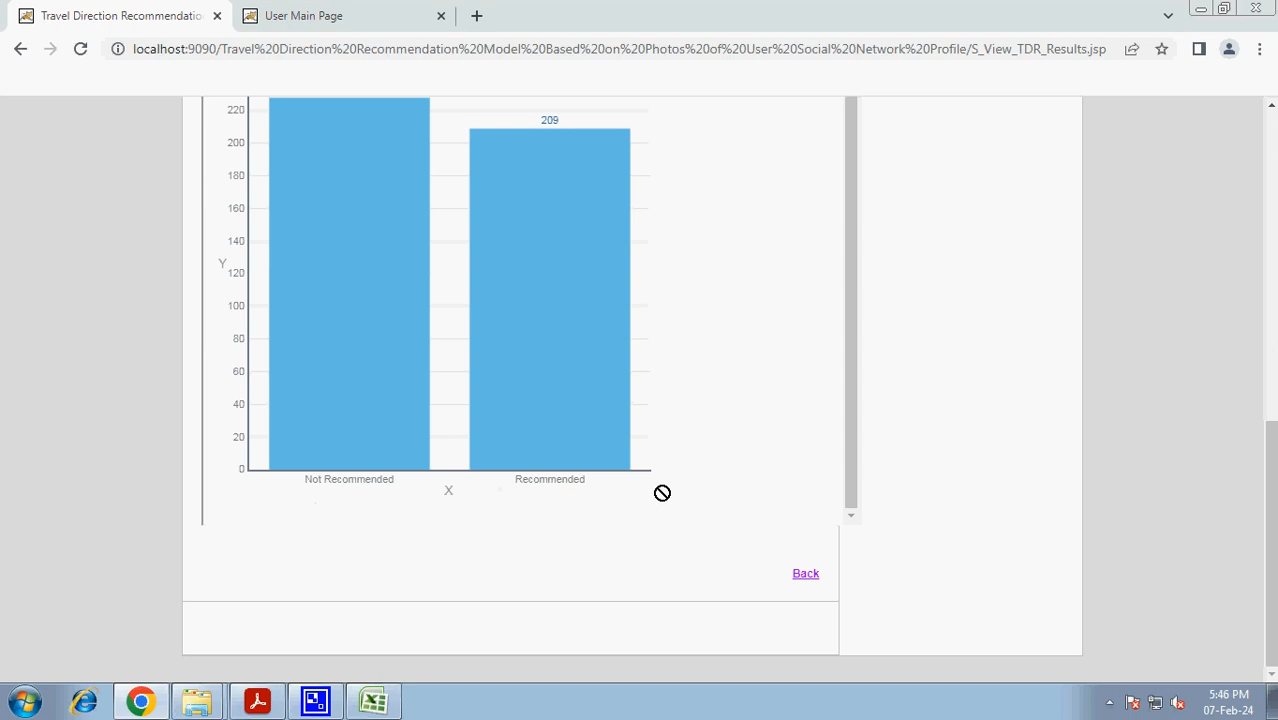 Travel Direction Recommendatio
User Main Page
localhost:9090/Travel%20Direction%20Recommendation%20Model%20Based%20on%20Photos%20of%20User%20Social%20Network%20Profile/S_View_TDR_Results.jsp
220
209
200
180
160
140
Y
120
100
80
60
40
20
0
Not Recommended
Recommended
X
Back
5:46 PM
07-Feb-24